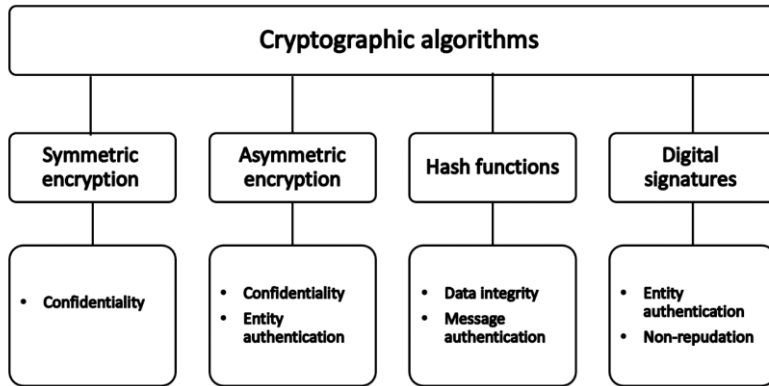 Cryptographic algorithms
Symmetric
encryption
Asymmetric
encryption
Hash functions
Digital
signatures
• Confidentiality
• Confidentiality
• Entity
authentication
• Data integrity
• Message
authentication
• Entity
authentication
• Non-repudation